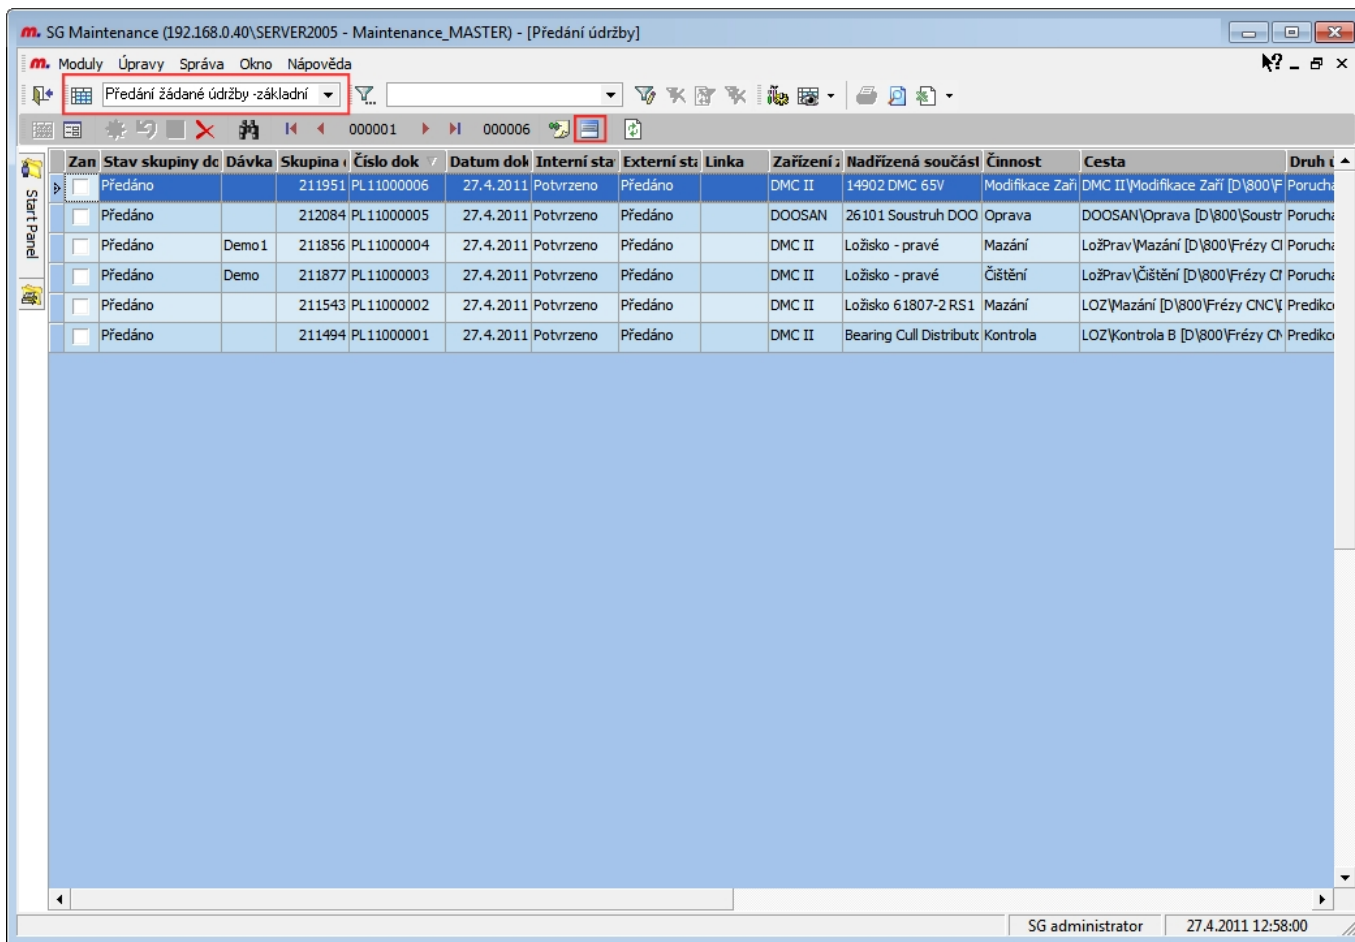 m. SG Maintenance (192.168.0.40\SERVER2005 - Maintenance_MASTER) - [Předání údržby]
m. Moduly Úpravy Správa Okno Nápověda
Předání žádané údržby -základní
000001 000006
Start Panel
Zan Stav skupiny do Dávka Skupina Číslo dok Datum dok Interní sta Externí sta Linka Zařízení Nadřízená součást Činnost Cesta Druh
Předáno 211951 PL11000006 27.4.2011 Potvrzeno Předáno DMC II 14902 DMC 65V Modifikace Zaří DMC II\Modifikace Zaří [D\800\F Porucha
Předáno 212084 PL11000005 27.4.2011 Potvrzeno Předáno DOOSAN 26101 Soustruh DOO Oprava DOOSAN\Oprava [D\800\Soustr Porucha
Předáno Demo1 211856 PL11000004 27.4.2011 Potvrzeno Předáno DMC II Ložisko - pravé Mazání LožPrav\Mazání [D\800\Frézy Cl Porucha
Předáno Demo 211877 PL11000003 27.4.2011 Potvrzeno Předáno DMC II Ložisko - pravé Čištění LožPrav\Čištění [D\800\Frézy Cl Porucha
Předáno 211543 PL11000002 27.4.2011 Potvrzeno Předáno DMC II Ložisko 61807-2 RS1 Mazání LOZ\Mazání [D\800\Frézy CNC\ Predikc
Předáno 211494 PL11000001 27.4.2011 Potvrzeno Předáno DMC II Bearing Cull Distributo Kontrola LOZ\Kontrola B [D\800\Frézy CN Predikc
SG administrator 27.4.2011 12:58:00